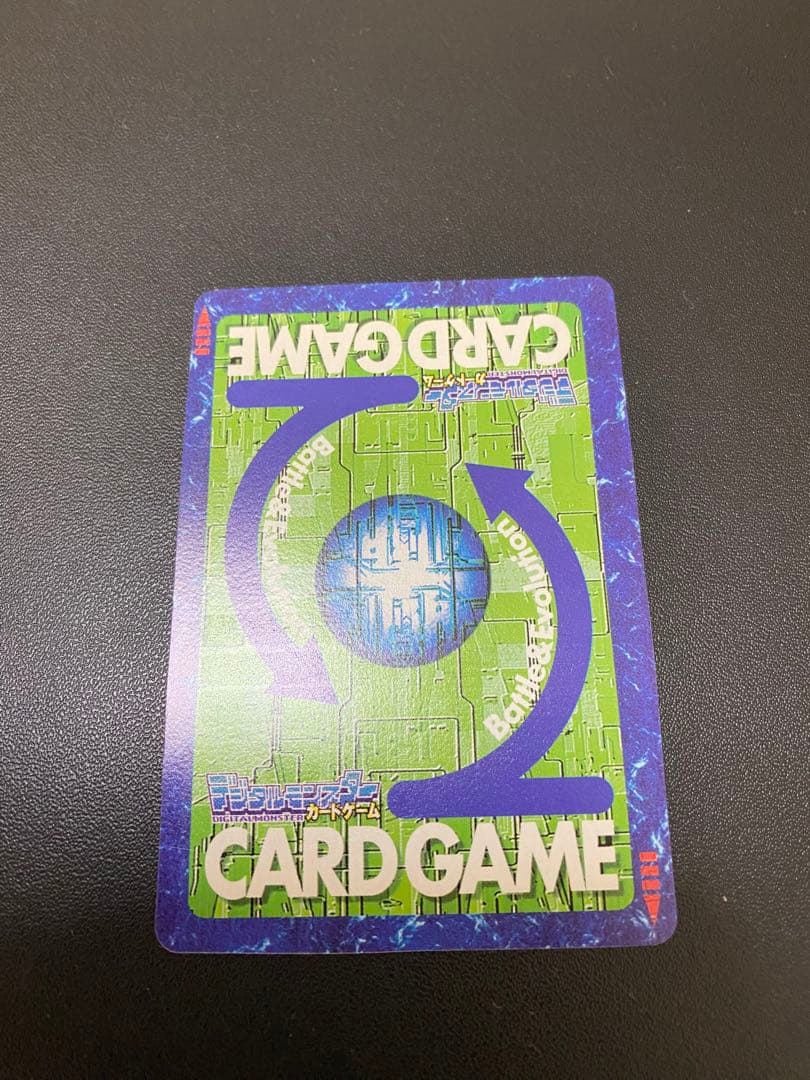 CARD GAME
デジタルモンスター
DIGITALMONSTER
カードゲーム
Battle&E
Battle&Evolution
デジタルモンスター
DIGITALMONSTER カードゲーム
CARD GAME